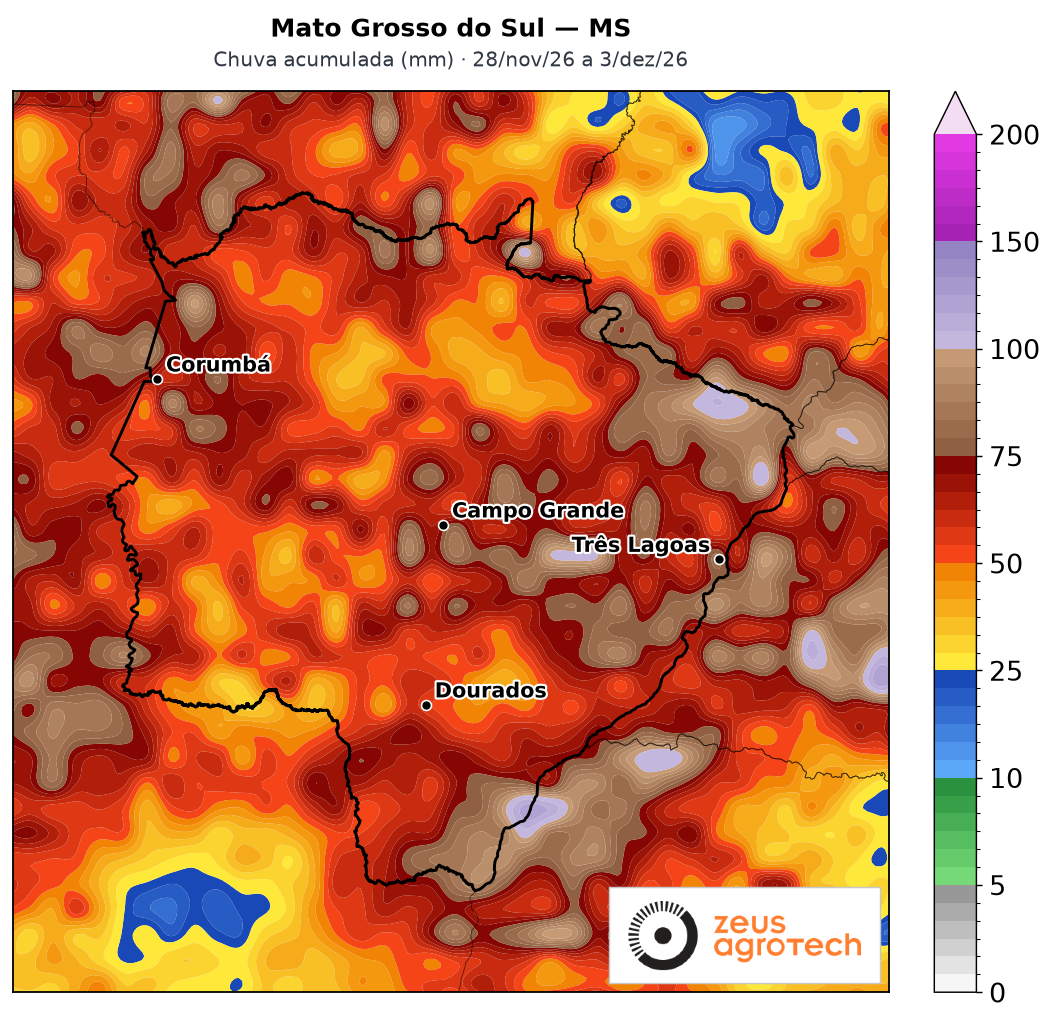 Mato Grosso do Sul — MS
Chuva acumulada (mm) · 28/nov/26 a 3/dez/26
200
150
100
75
50
25
10
5
0
Corumbá
Campo Grande
Três Lagoas
Dourados
zeus
agrotech